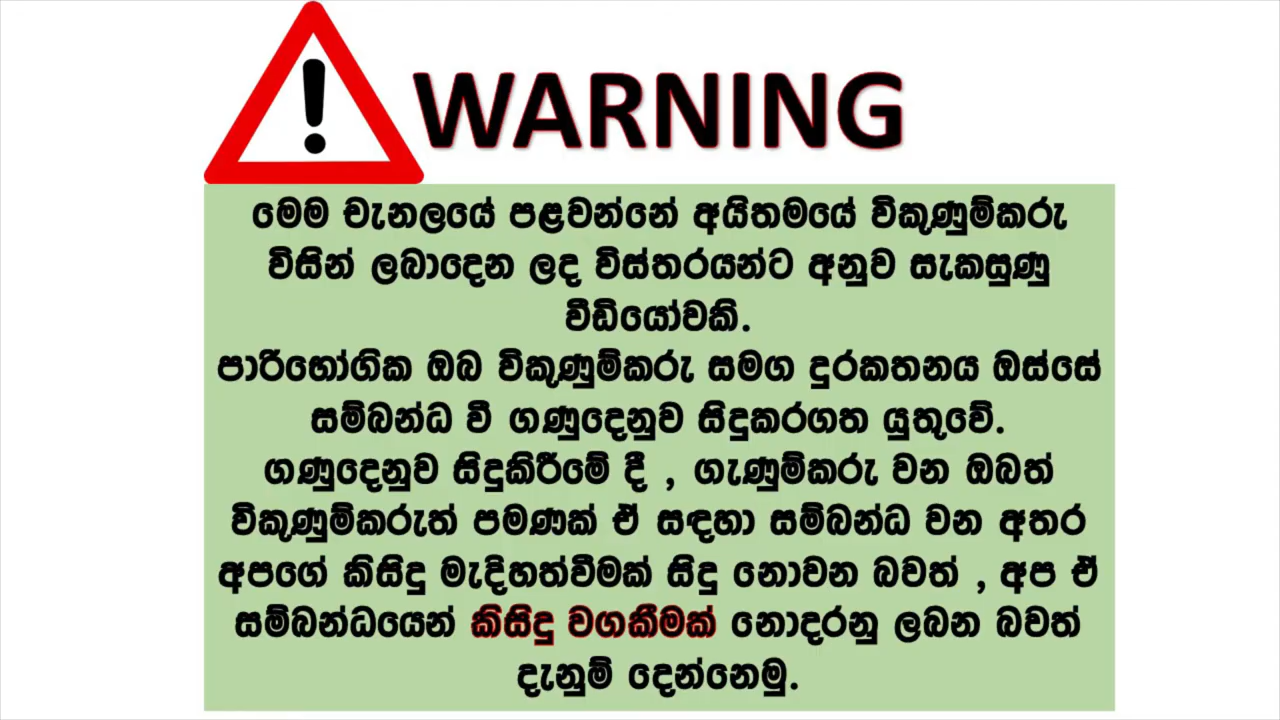 WARNING
මෙම චැනලයේ පළවන්නේ අයිතමයේ විකුණුම්කරු
විසින් ලබාදෙන ලද විස්තරයන්ට අනුව සැකසුණු
වීඩියෝවකි.
පාරිභෝගික ඔබ විකුණුම්කරු සමග දුරකතනය ඔස්සේ
සම්බන්ධ වී ගණුදෙනුව සිදුකරගත යුතුවේ.
ගණුදෙනුව සිදුකිරීමේ දී , ගැණුම්කරු වන ඔබත්
විකුණුම්කරුත් පමණක් ඒ සඳහා සම්බන්ධ වන අතර
අපගේ කිසිදු මැදිහත්වීමක් සිදු නොවන බවත් , අප ඒ
සම්බන්ධයෙන් කිසිදු වගකීමක් නොදරනු ලබන බවත්
දැනුම් දෙන්නෙමු.